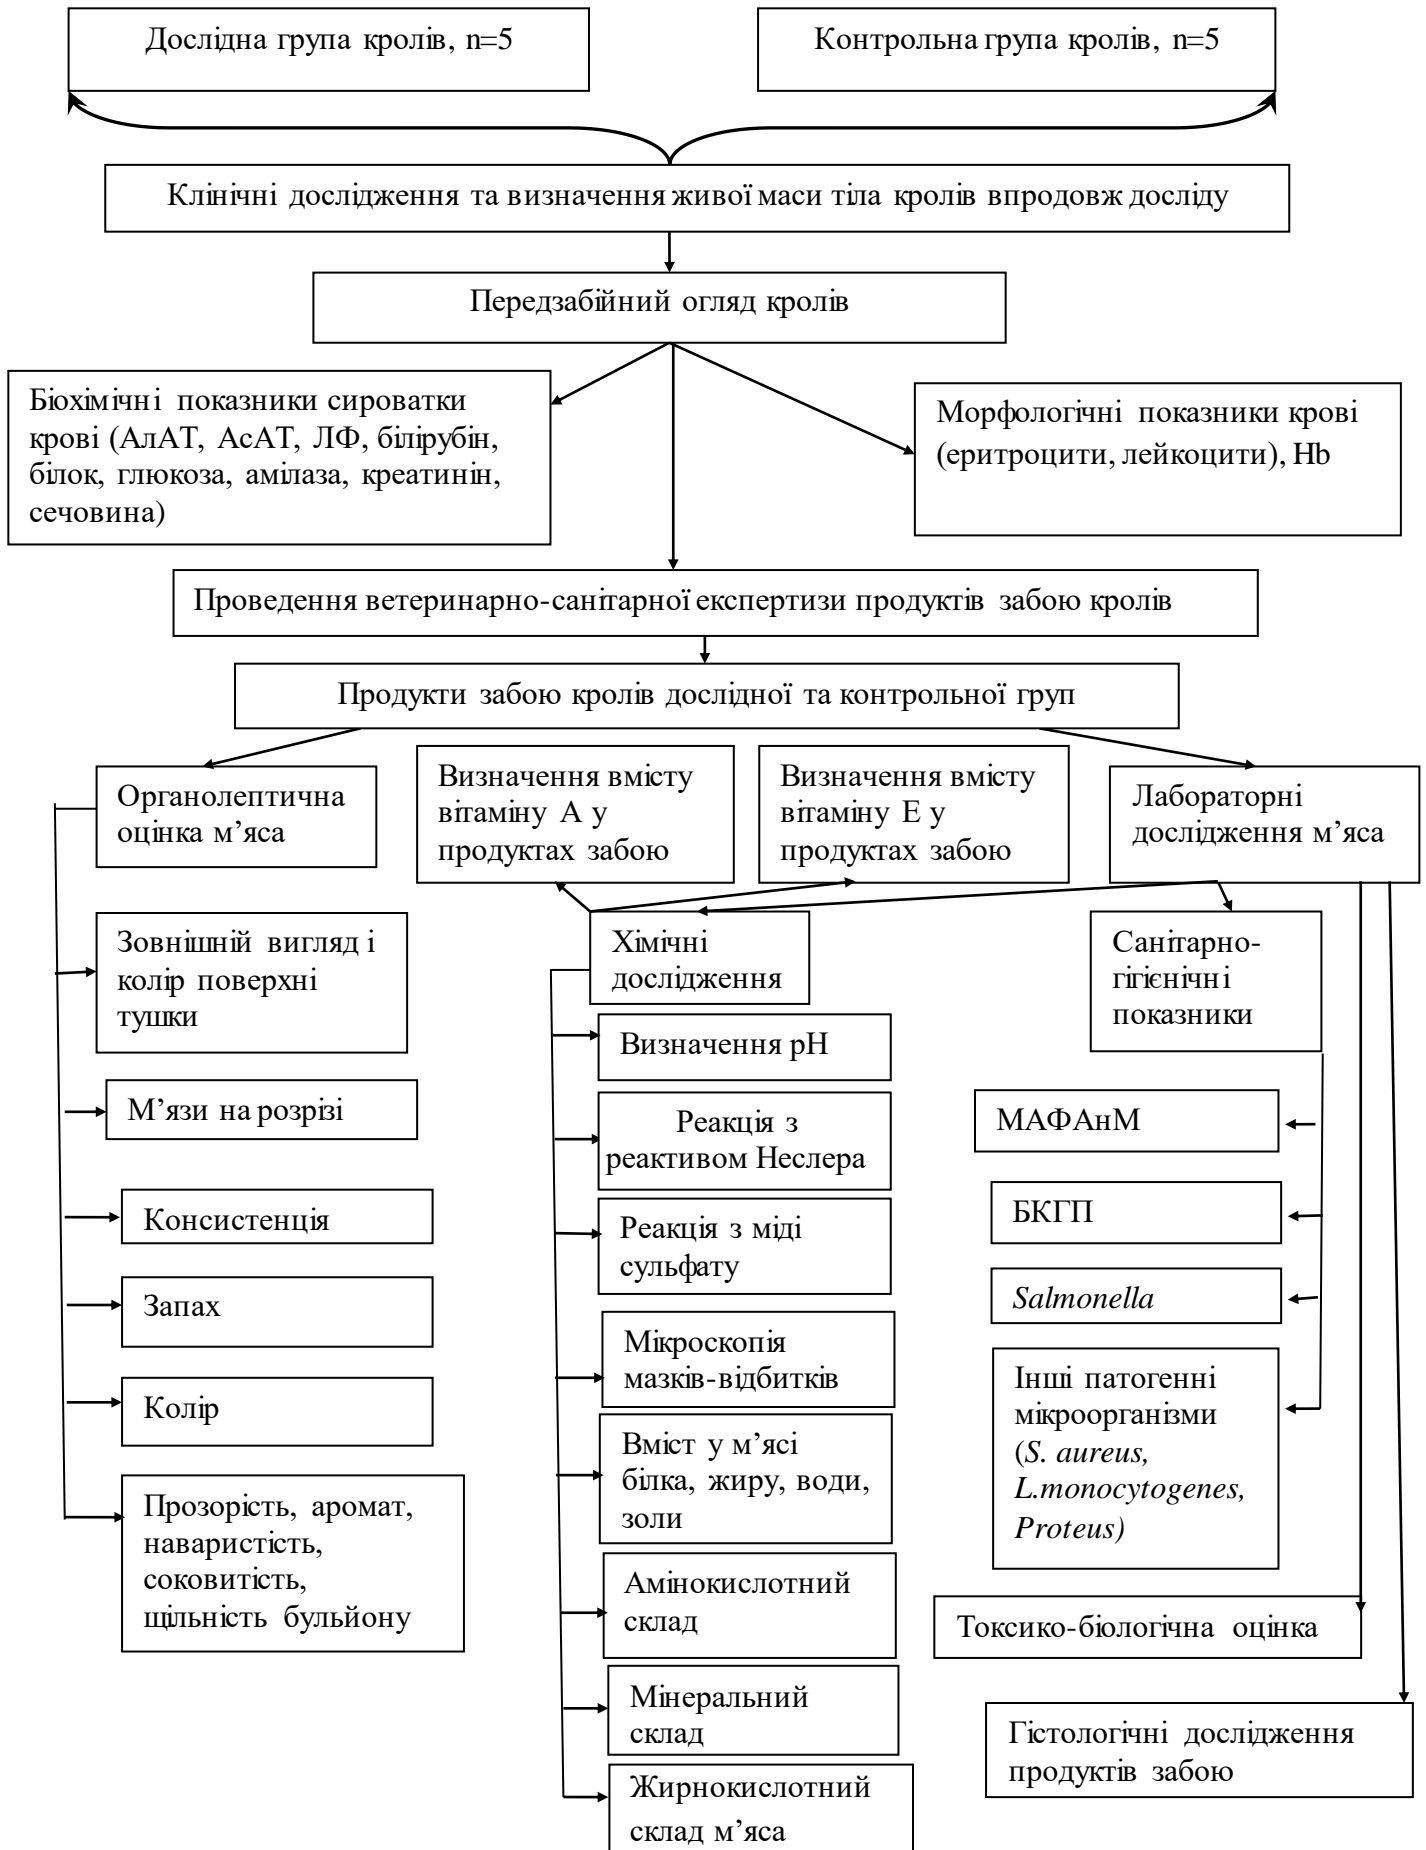 Дослідна група кролів, n=5
Контрольна група кролів, n=5
Клінічні дослідження та визначення живої маси тіла кролів впродовж досліду
Передзабійний огляд кролів
Біохімічні показники сироватки
крові (АлАТ, АсАТ, ЛФ, білірубін,
білок, глюкоза, амілаза, креатинін,
сечовина)
Морфологічні показники крові
(еритроцити, лейкоцити), Hb
Проведення ветеринарно-санітарної експертизи продуктів забою кролів
Продукти забою кролів дослідної та контрольної груп
Органолептична
оцінка м’яса
Визначення вмісту
вітаміну А у
продуктах забою
Визначення вмісту
вітаміну Е у
продуктах забою
Лабораторні
дослідження м’яса
Зовнішній вигляд і
колір поверхні
тушки
М’язи на розрізі
Консистенція
Запах
Колір
Прозорість, аромат,
наваристість,
соковитість,
щільність бульйону
Хімічні
дослідження
Визначення рН
Реакція з
реактивом Неслера
Реакція з міді
сульфату
Мікроскопія
мазків-відбитків
Вміст у м’ясі
білка, жиру, води,
золи
Амінокислотний
склад
Мінеральний
склад
Жирнокислотний
склад м’яса
Санітарно-
гігієнічні
показники
МАФАнМ
БКГП
Salmonella
Інші патогенні
мікроорганізми
(S. aureus,
L.monocytogenes,
Proteus)
Токсико-біологічна оцінка
Гістологічні дослідження
продуктів забою